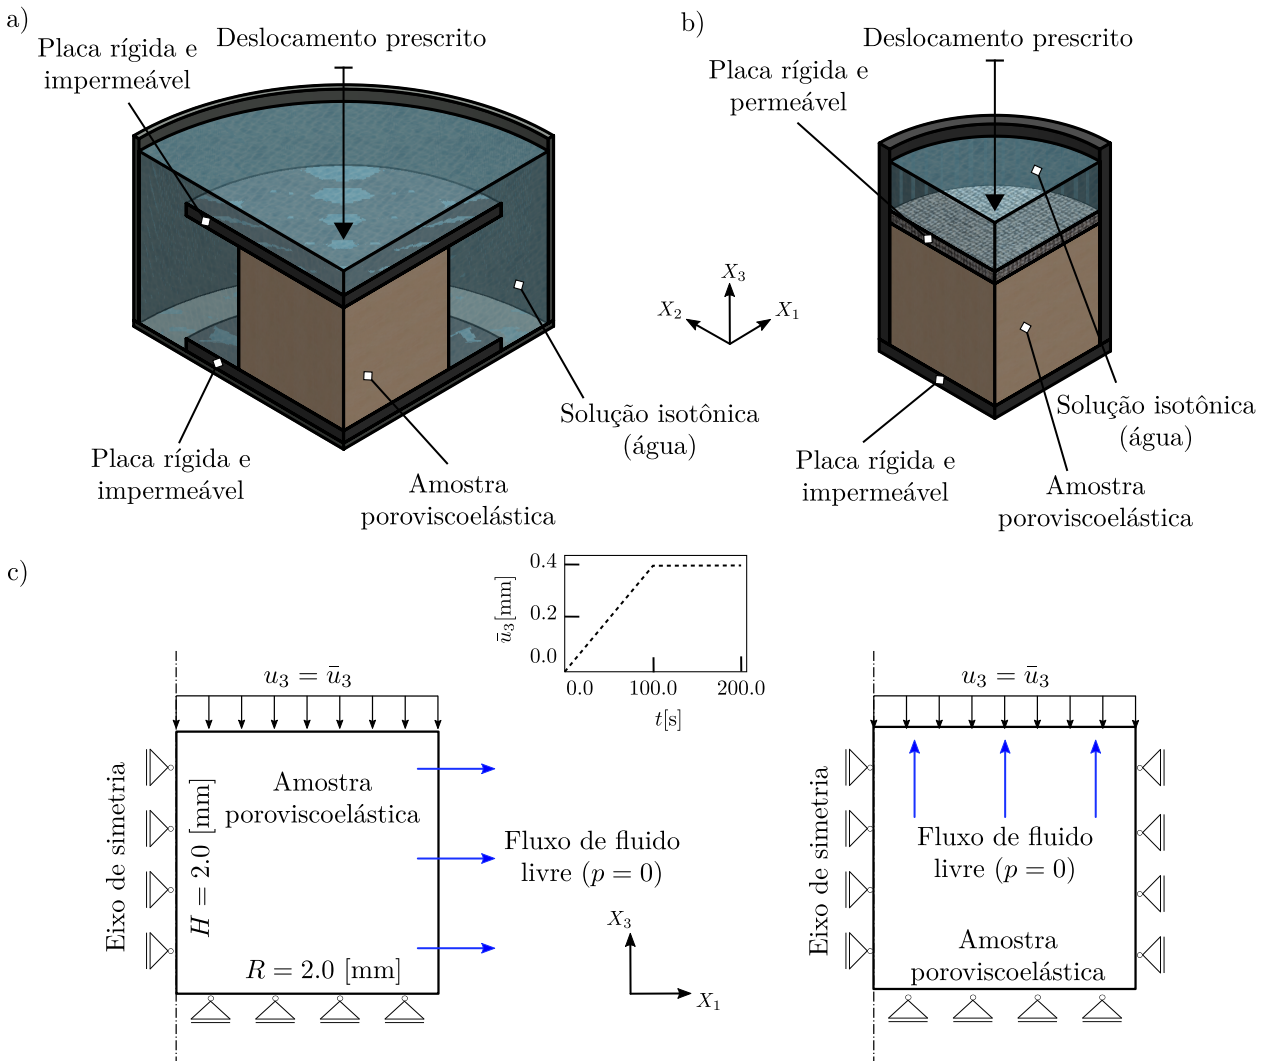 a)
Placa rígida e
impermeável
Deslocamento prescrito
Placa rígida e
impermeável
Amostra
poroviscoelástica
Solução isotônica
(água)
b)
Deslocamento prescrito
Placa rígida e
permeável
X₃
X₂
X₁
Solução isotônica
(água)
Placa rígida e
impermeável
Amostra
poroviscoelástica
c)
0.4
0.2
0.0
ū₃[mm]
0.0
100.0
200.0
t[s]
u₃ = ū₃
Eixo de simetria
H = 2.0 [mm]
Amostra
poroviscoelástica
R = 2.0 [mm]
Fluxo de fluido
livre (p = 0)
X₃
X₁
u₃ = ū₃
Eixo de simetria
Fluxo de fluido
livre (p = 0)
Amostra
poroviscoelástica